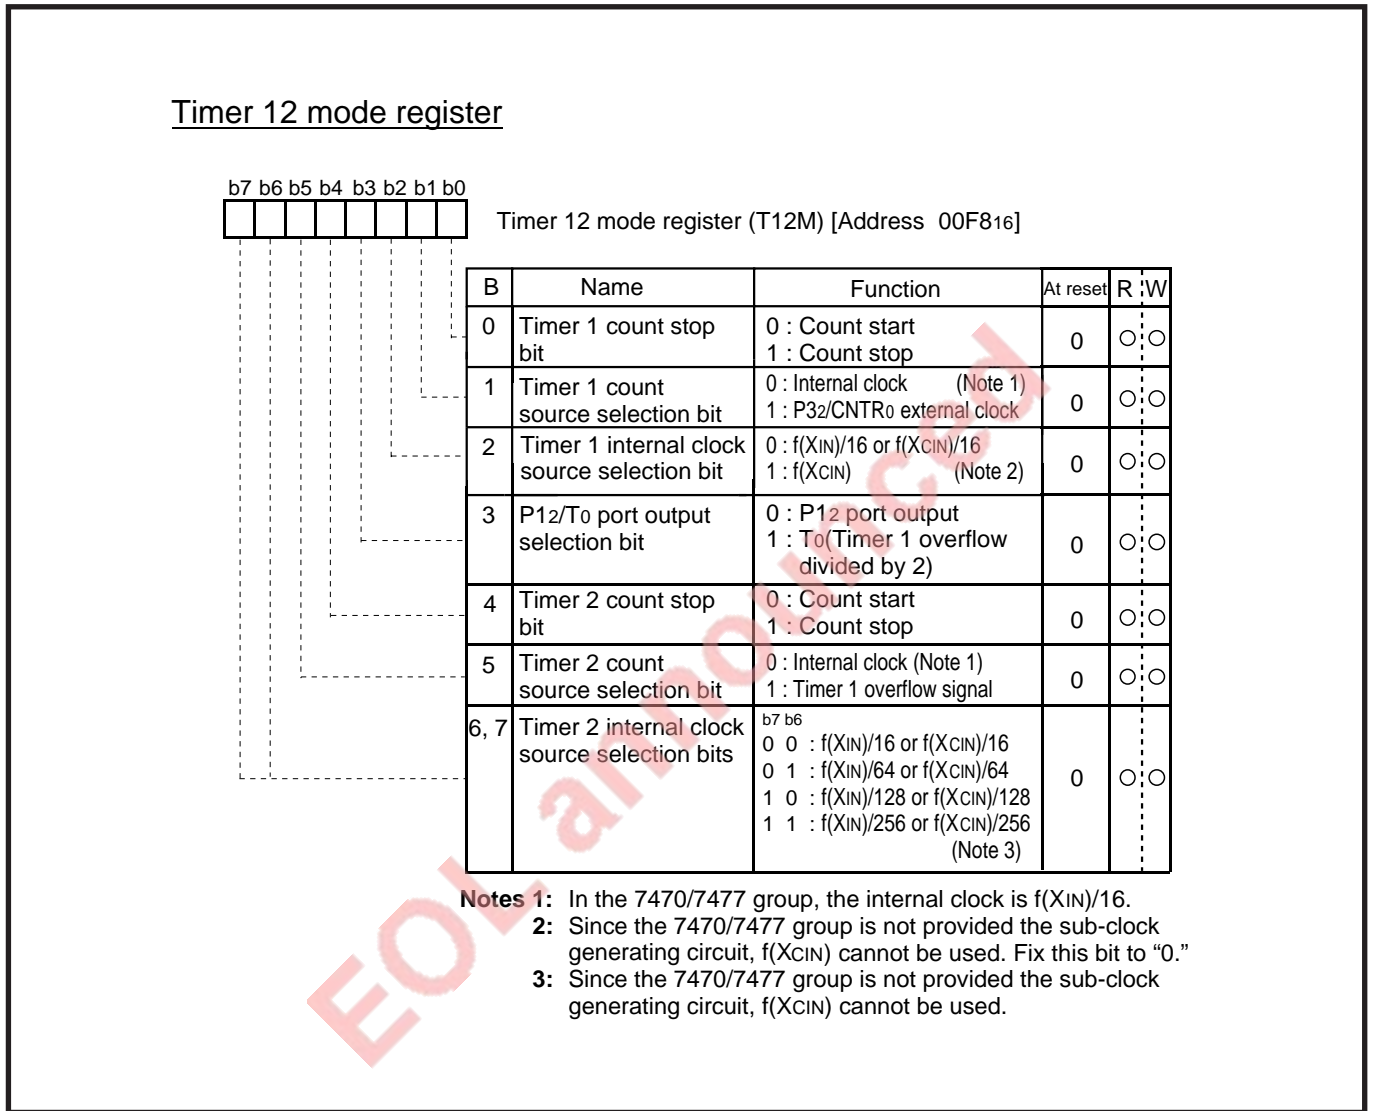 Timer 12 mode register
b7 b6 b5 b4 b3 b2 b1 b0
Timer 12 mode register (T12M) [Address 00F816]
B Name Function At reset R W
0 Timer 1 count stop bit 0 : Count start
1 : Count stop 0 ○ ○
1 Timer 1 count source selection bit 0 : Internal clock (Note 1)
1 : P32/CNTR0 external clock 0 ○ ○
2 Timer 1 internal clock source selection bit 0 : f(XIN)/16 or f(XCIN)/16
1 : f(XCIN) (Note 2) 0 ○ ○
3 P12/T0 port output selection bit 0 : P12 port output
1 : T0(Timer 1 overflow
divided by 2) 0 ○ ○
4 Timer 2 count stop bit 0 : Count start
1 : Count stop 0 ○ ○
5 Timer 2 count source selection bit 0 : Internal clock (Note 1)
1 : Timer 1 overflow signal 0 ○ ○
6, 7 Timer 2 internal clock source selection bits b7 b6
0 0 : f(XIN)/16 or f(XCIN)/16
0 1 : f(XIN)/64 or f(XCIN)/64
1 0 : f(XIN)/128 or f(XCIN)/128
1 1 : f(XIN)/256 or f(XCIN)/256
(Note 3) 0 ○ ○
Notes 1: In the 7470/7477 group, the internal clock is f(XIN)/16.
2: Since the 7470/7477 group is not provided the sub-clock
generating circuit, f(XCIN) cannot be used. Fix this bit to “0.”
3: Since the 7470/7477 group is not provided the sub-clock
generating circuit, f(XCIN) cannot be used.
EOL announced